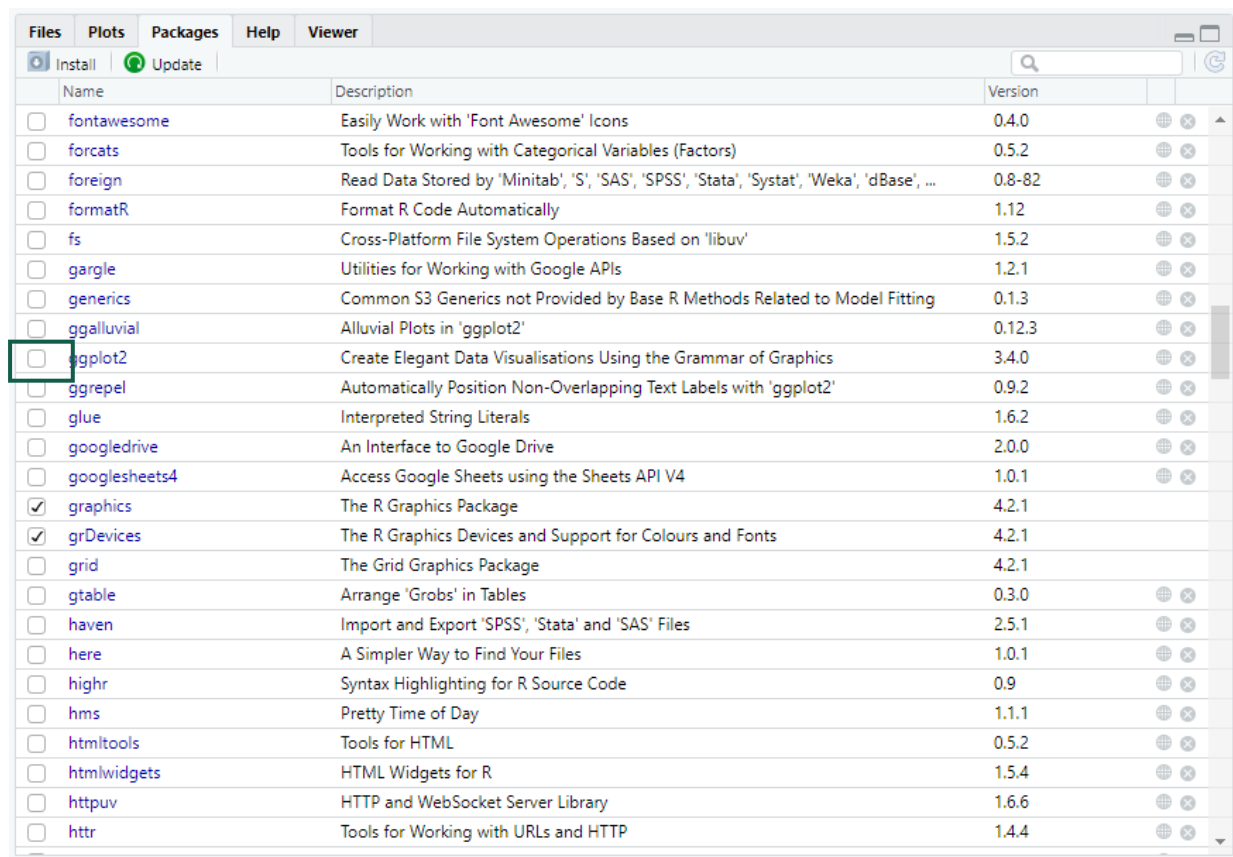 Files Plots Packages Help Viewer
Install Update
Name Description Version
fontawesome Easily Work with 'Font Awesome' Icons 0.4.0
forcats Tools for Working with Categorical Variables (Factors) 0.5.2
foreign Read Data Stored by 'Minitab', 'S', 'SAS', 'SPSS', 'Stata', 'Systat', 'Weka', 'dBase', ... 0.8-82
formatR Format R Code Automatically 1.12
fs Cross-Platform File System Operations Based on 'libuv' 1.5.2
gargle Utilities for Working with Google APIs 1.2.1
generics Common S3 Generics not Provided by Base R Methods Related to Model Fitting 0.1.3
ggalluvial Alluvial Plots in 'ggplot2' 0.12.3
ggplot2 Create Elegant Data Visualisations Using the Grammar of Graphics 3.4.0
ggrepel Automatically Position Non-Overlapping Text Labels with 'ggplot2' 0.9.2
glue Interpreted String Literals 1.6.2
googledrive An Interface to Google Drive 2.0.0
googlesheets4 Access Google Sheets using the Sheets API V4 1.0.1
graphics The R Graphics Package 4.2.1
grDevices The R Graphics Devices and Support for Colours and Fonts 4.2.1
grid The Grid Graphics Package 4.2.1
gtable Arrange 'Grobs' in Tables 0.3.0
haven Import and Export 'SPSS', 'Stata' and 'SAS' Files 2.5.1
here A Simpler Way to Find Your Files 1.0.1
highr Syntax Highlighting for R Source Code 0.9
hms Pretty Time of Day 1.1.1
htmltools Tools for HTML 0.5.2
htmlwidgets HTML Widgets for R 1.5.4
httpuv HTTP and WebSocket Server Library 1.6.6
httr Tools for Working with URLs and HTTP 1.4.4